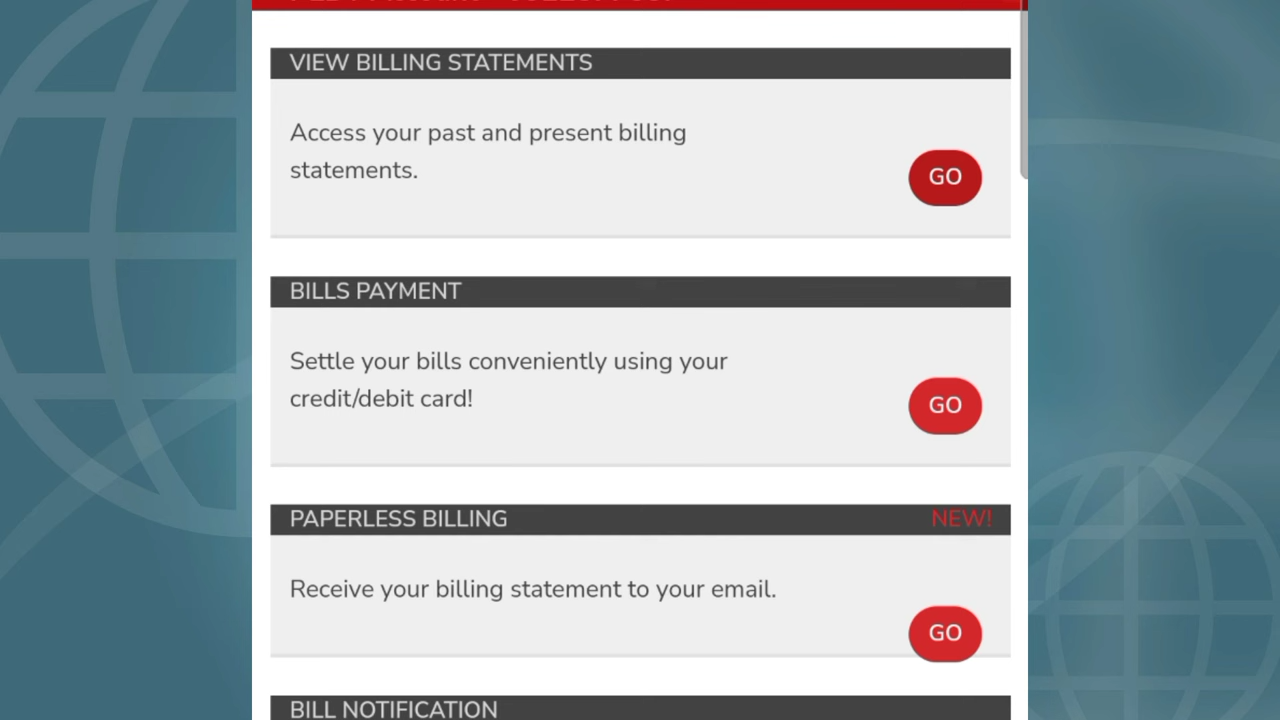 VIEW BILLING STATEMENTS
Access your past and present billing
statements.
GO
BILLS PAYMENT
Settle your bills conveniently using your
credit/debit card!
GO
PAPERLESS BILLING NEW!
Receive your billing statement to your email.
GO
BILL NOTIFICATION